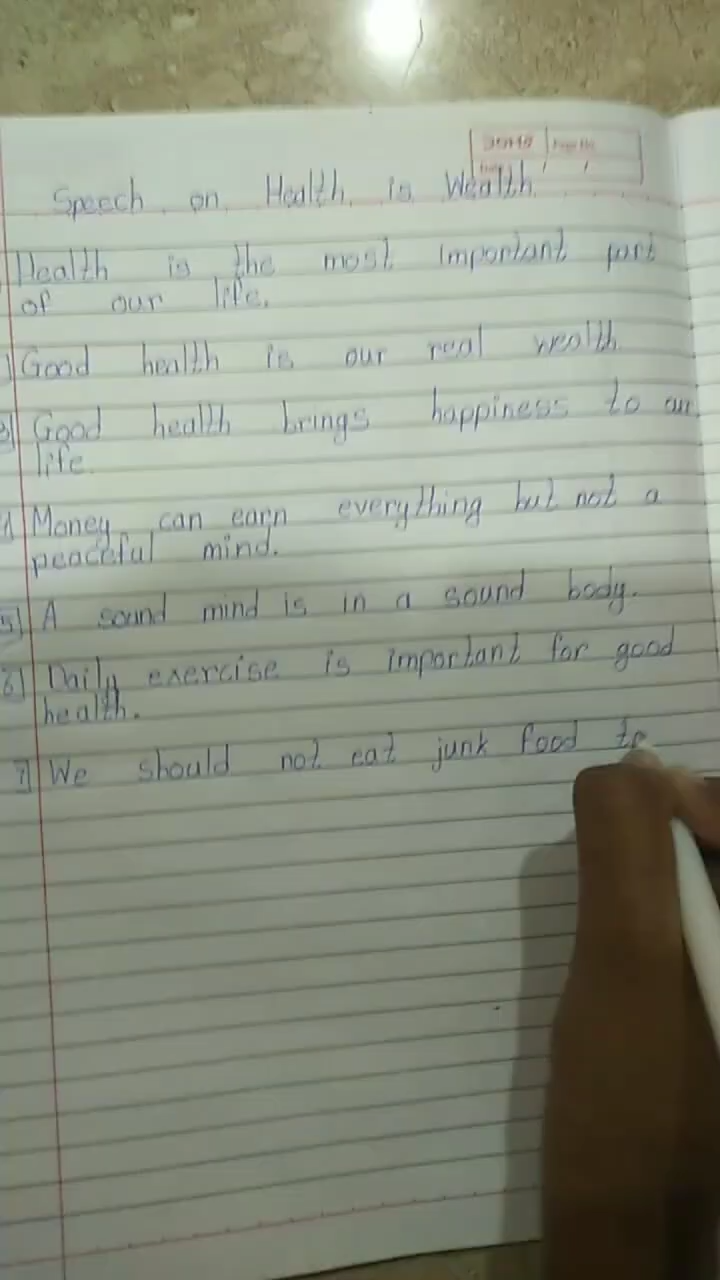 Speech on Health is Wealth
Health is the most important part
of our life.
Good health is our real wealth
3] Good health brings happiness to an
life.
4] Money can earn everything but not a
peaceful mind.
5] A sound mind is in a sound body.
6] Daily exercise is important for good
health.
7] We should not eat junk food to